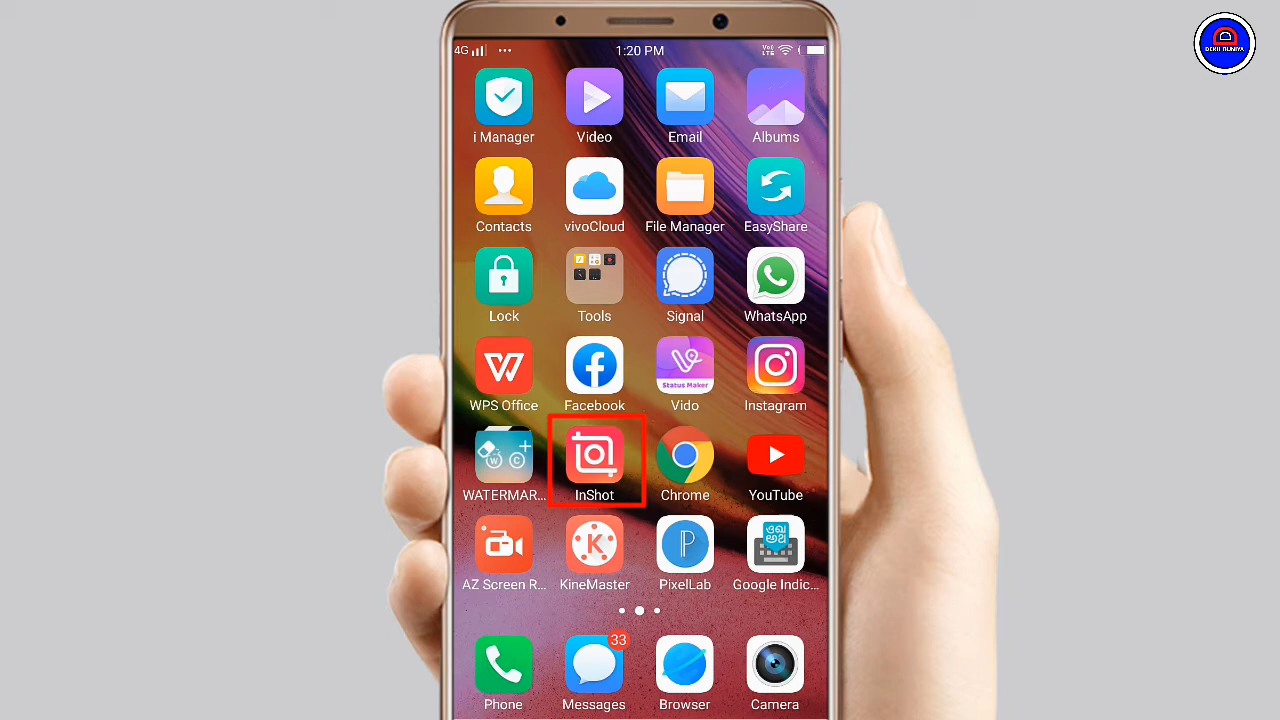 4G
1:20 PM
VoLTE
i Manager
Video
Email
Albums
Contacts
vivoCloud
File Manager
EasyShare
Lock
Tools
Signal
WhatsApp
Status Maker
WPS Office
Facebook
Vido
Instagram
W C
WATERMAR...
InShot
Chrome
YouTube
K
P
AZ Screen R...
KineMaster
PixelLab
Google Indic...
33
Phone
Messages
Browser
Camera